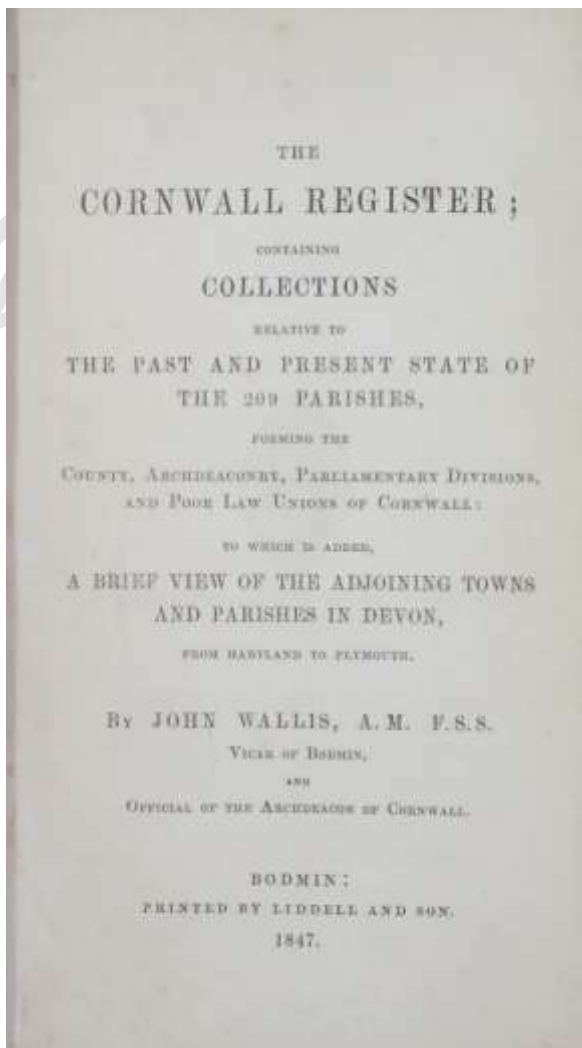 THE
CORNWALL REGISTER;
CONTAINING
COLLECTIONS
RELATIVE TO
THE PAST AND PRESENT STATE OF
THE 209 PARISHES,
FORMING THE
COUNTY, ARCHDEACONRY, PARLIAMENTARY DIVISIONS,
AND POOR LAW UNIONS OF CORNWALL:
TO WHICH IS ADDED,
A BRIEF VIEW OF THE ADJOINING TOWNS
AND PARISHES IN DEVON,
FROM HARTLAND TO PLYMOUTH.
BY JOHN WALLIS, A.M. F.S.S.
VICAR OF BODMIN,
AND
OFFICIAL OF THE ARCHDEACON OF CORNWALL.
BODMIN:
PRINTED BY LIDDELL AND SON.
1847.